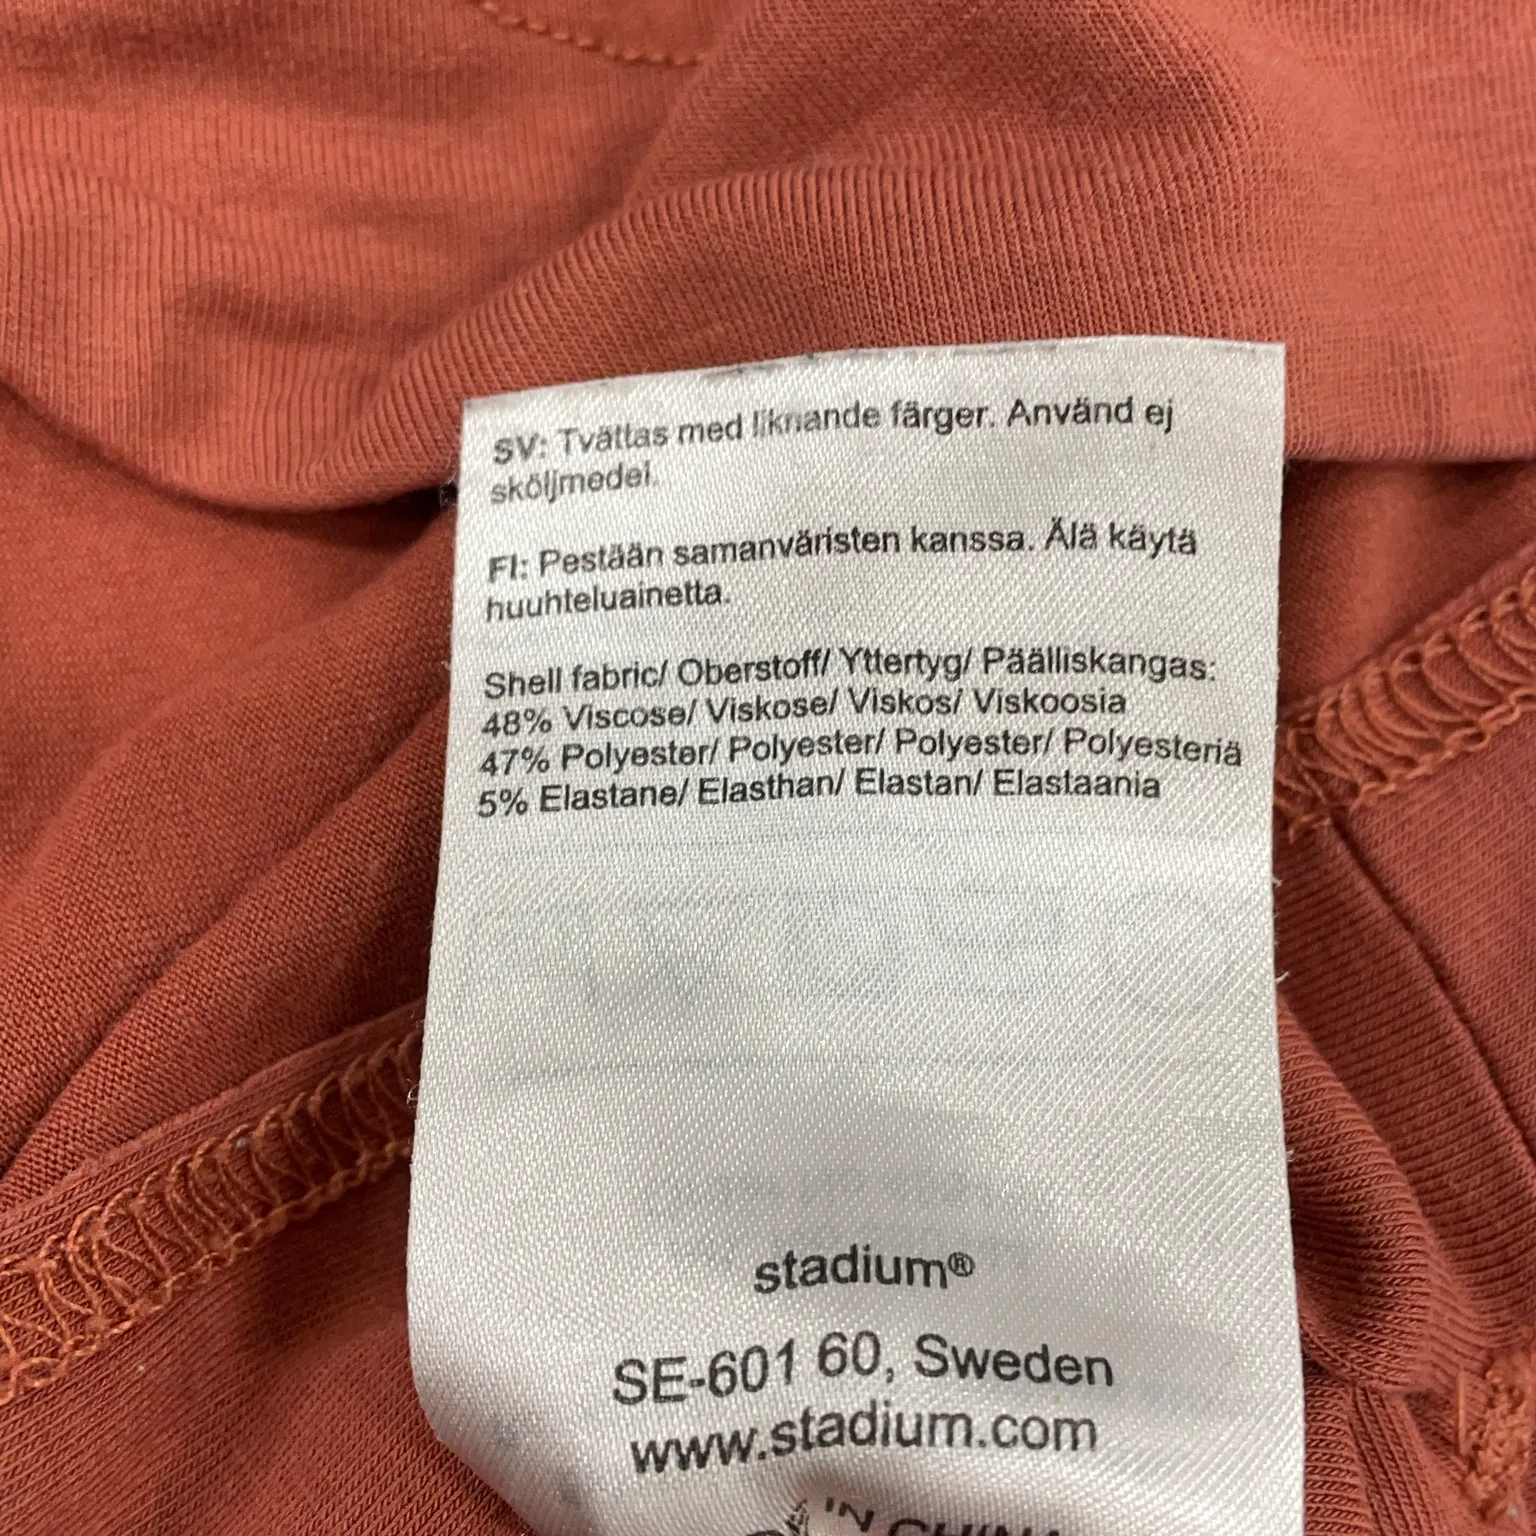 SV: Tvättas med liknande färger. Använd ej
sköljmedel.
FI: Pestään samanväristen kanssa. Älä käytä
huuhteluainetta.
Shell fabric/ Oberstoff/ Yttertyg/ Päälliskangas:
48% Viscose/ Viskose/ Viskos/ Viskoosia
47% Polyester/ Polyester/ Polyester/ Polyesteriä
5% Elastane/ Elasthan/ Elastan/ Elastaania
stadium®
SE-601 60, Sweden
www.stadium.com
IN CHINA